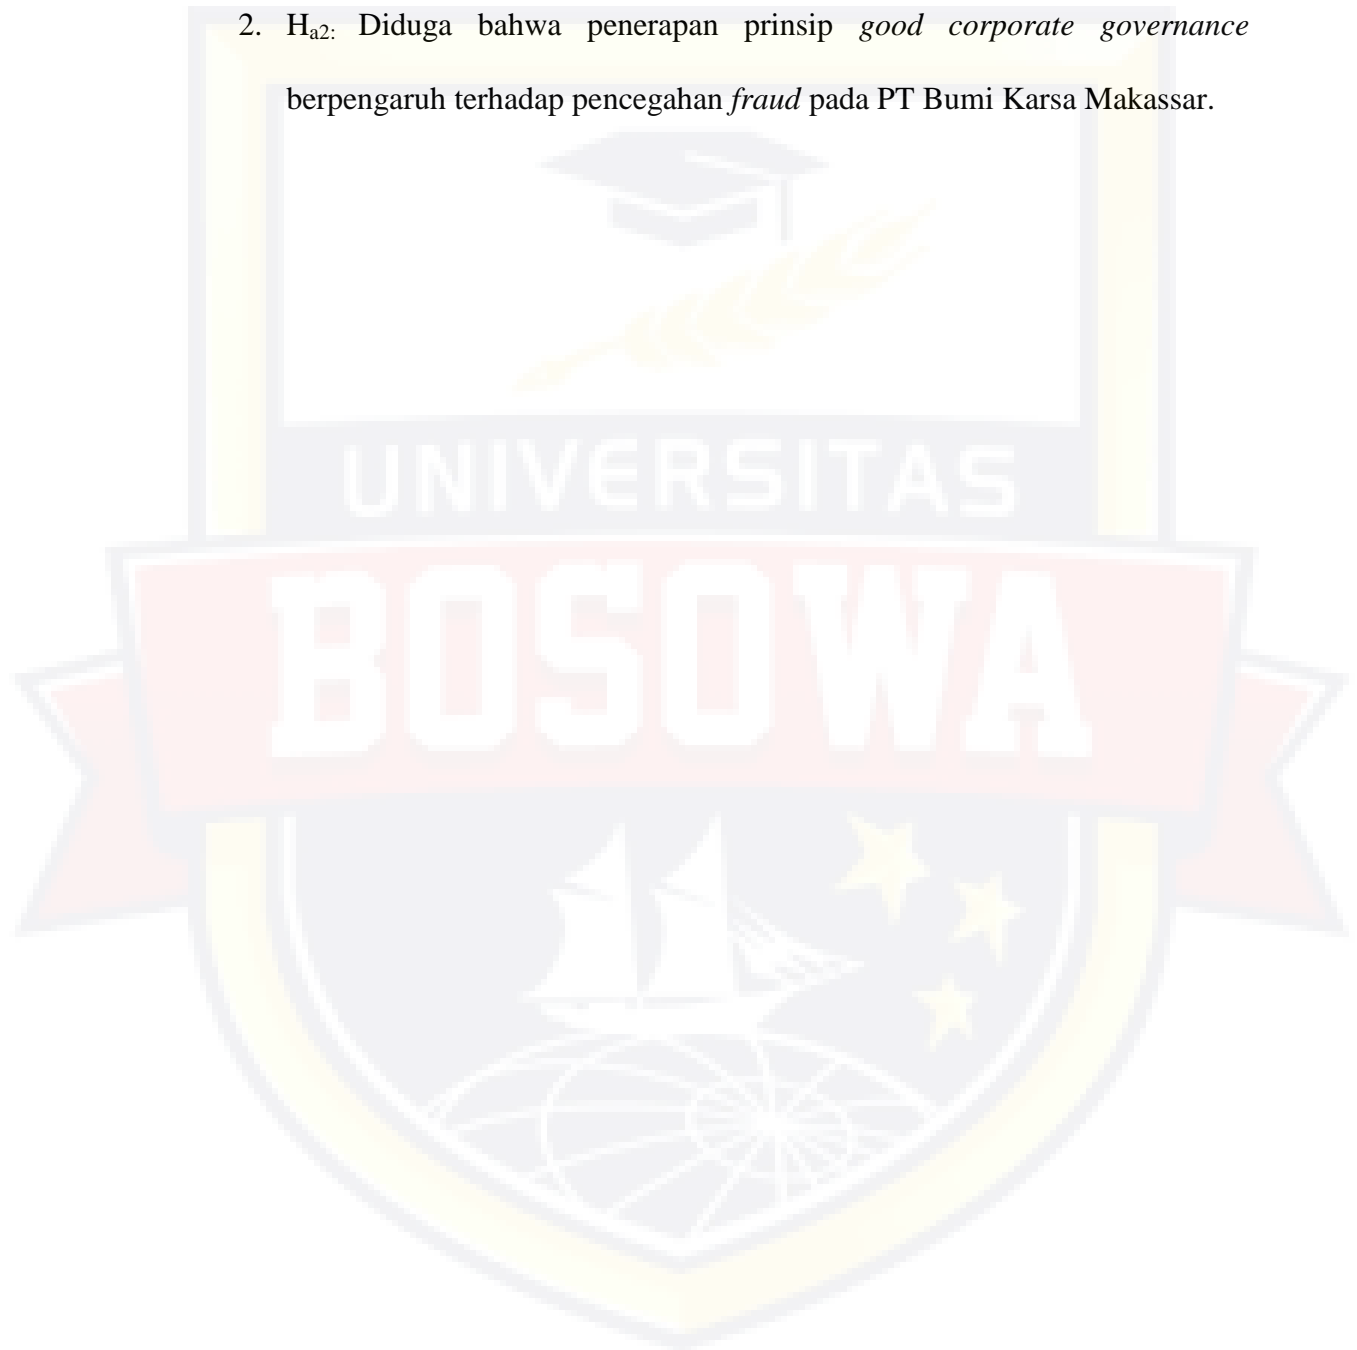 2. Ha2: Diduga bahwa penerapan prinsip good corporate governance
berpengaruh terhadap pencegahan fraud pada PT Bumi Karsa Makassar.
UNIVERSITAS
BOSOWA